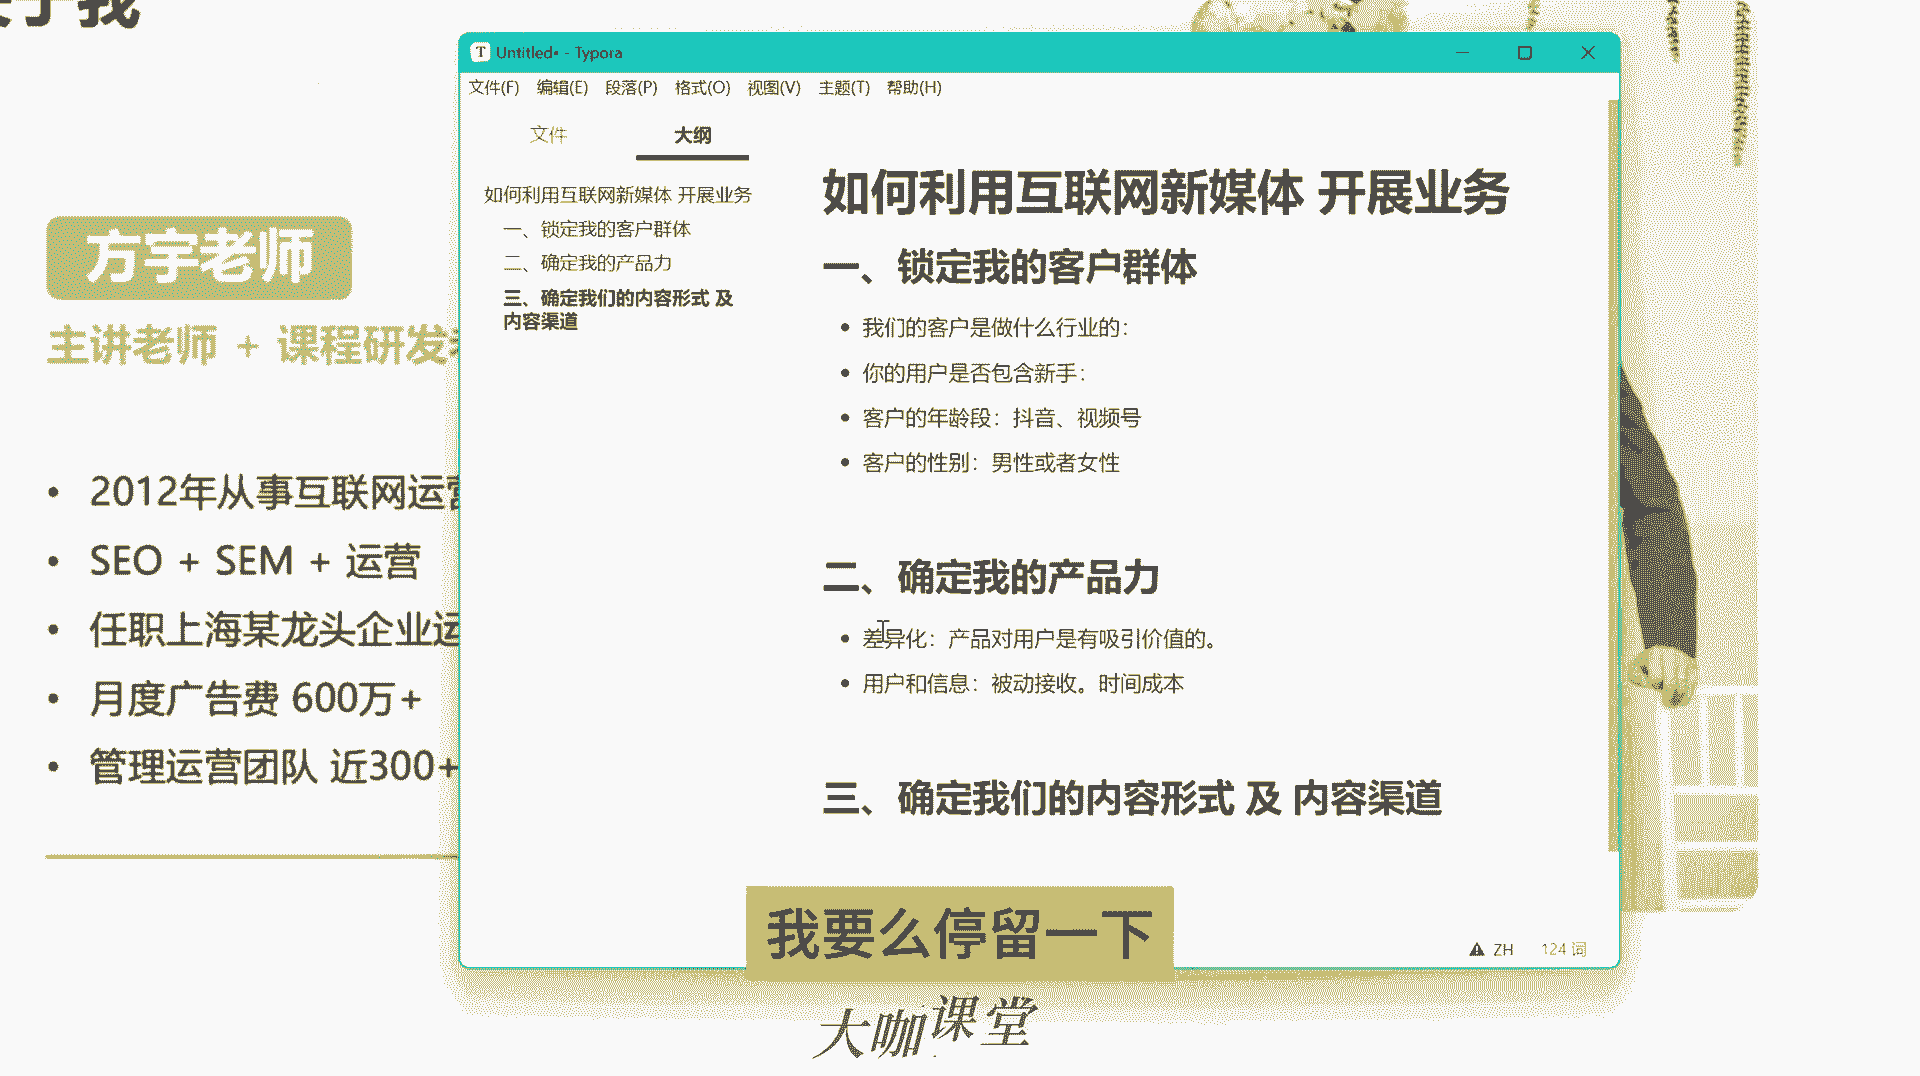 于我
Untitled• - Typora
文件(F) 编辑(E) 段落(P) 格式(O) 视图(V) 主题(T) 帮助(H)
文件 大纲
如何利用互联网新媒体 开展业务
一、锁定我的客户群体
二、确定我的产品力
三、确定我们的内容形式 及
内容渠道
如何利用互联网新媒体 开展业务
一、锁定我的客户群体
• 我们的客户是做什么行业的：
• 你的用户是否包含新手：
• 客户的年龄段：抖音、视频号
• 客户的性别：男性或者女性
二、确定我的产品力
• 差异化：产品对用户是有吸引价值的。
• 用户和信息：被动接收。时间成本
三、确定我们的内容形式 及 内容渠道
ZH 124 词
方宇老师
主讲老师 + 课程研发
• 2012年从事互联网运营
• SEO + SEM + 运营
• 任职上海某龙头企业运
• 月度广告费 600万+
• 管理运营团队 近300+
我要么停留一下
大咖课堂